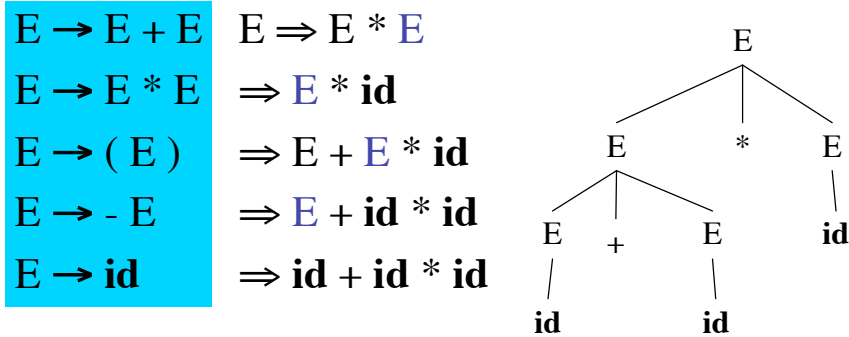 E → E + E
E → E * E
E → ( E )
E → - E
E → id
E ⇒ E * E
⇒ E * id
⇒ E + E * id
⇒ E + id * id
⇒ id + id * id
E
E * E
E + E id
id id